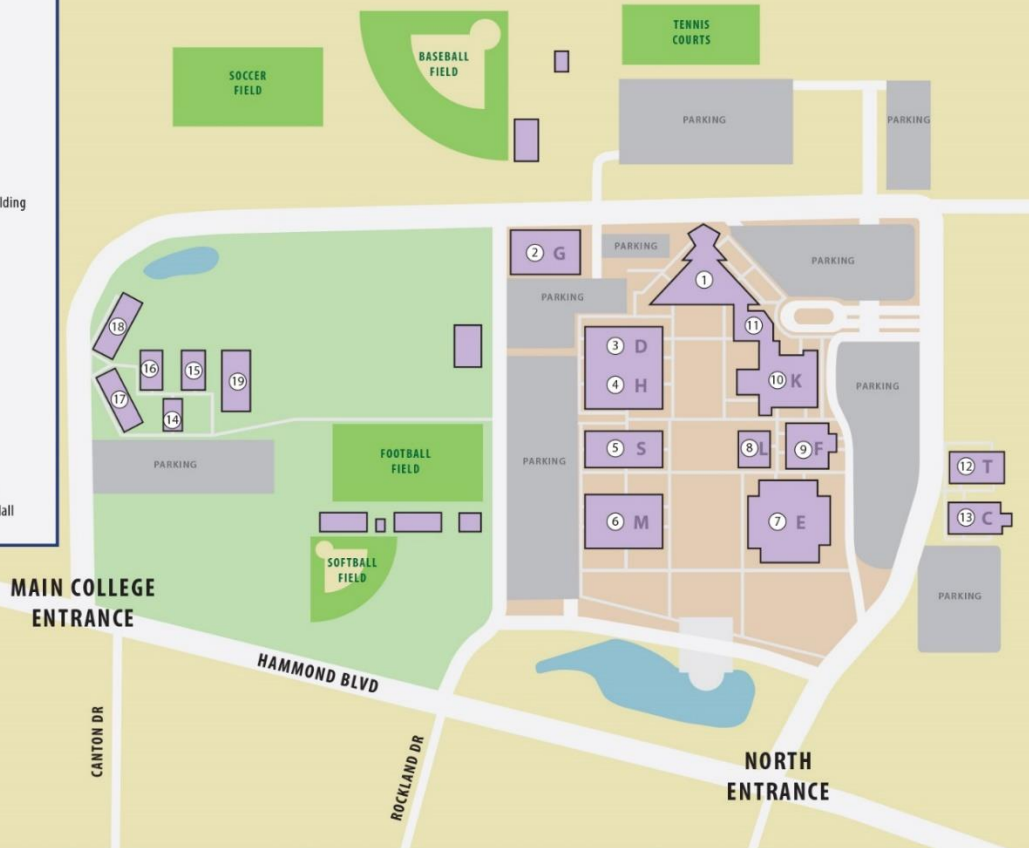 TENNIS
COURTS
BASEBALL
FIELD
SOCCER
FIELD
PARKING
PARKING
lding
2 G
PARKING
1
PARKING
PARKING
18
11
3 D
16
15
19
10 K
4 H
PARKING
17
14
5 S
8 L
9 F
FOOTBALL
FIELD
PARKING
PARKING
12 T
all
6 M
7 E
13 C
SOFTBALL
FIELD
MAIN COLLEGE
ENTRANCE
PARKING
HAMMOND BLVD
CANTON DR
ROCKLAND DR
NORTH
ENTRANCE